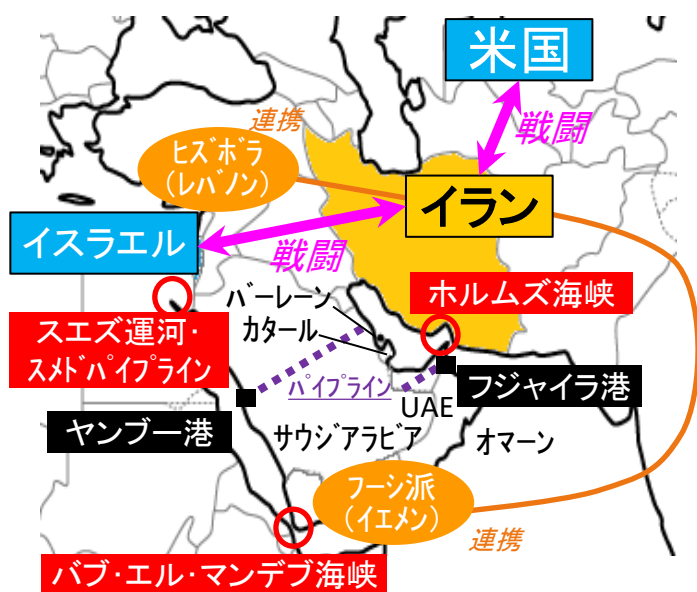 米国
連携
戦闘
ヒズボラ
(レバノン)
イラン
イスラエル
戦闘
バーレーン
カタール
ホルムズ海峡
スエズ運河・
スメドパイプライン
パイプライン
フジャイラ港
UAE
ヤンブー港
サウジアラビア
オマーン
フーシ派
(イエメン)
連携
バブ・エル・マンデブ海峡